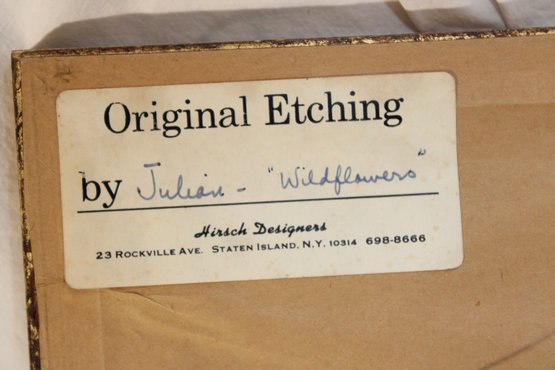 Original Etching
by Julian - "Wildflowers"
Hirsch Designers
23 ROCKVILLE AVE. STATEN ISLAND, N.Y. 10314 698-8666